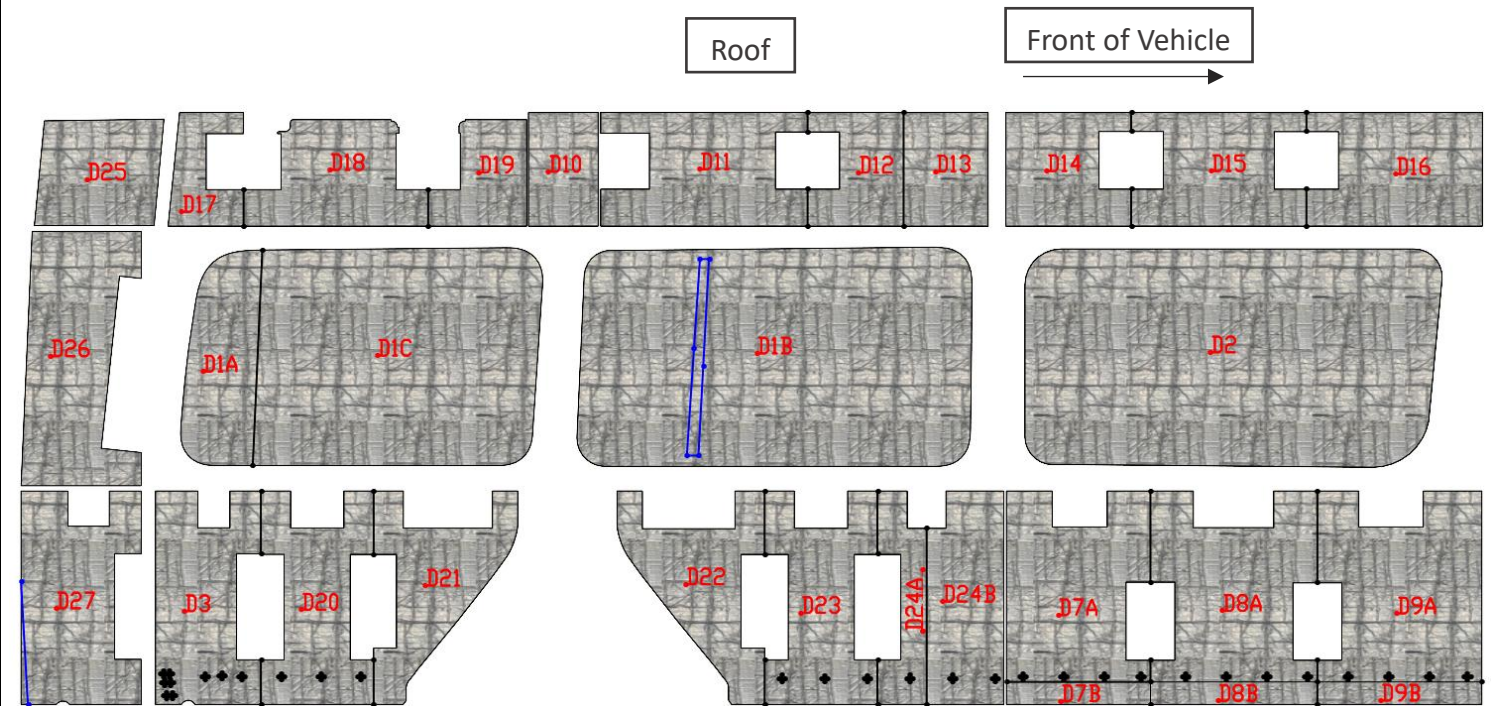 Roof
Front of Vehicle
D25
D17
D18
D19
D10
D11
D12
D13
D14
D15
D16
D26
D1A
D1C
D1B
D2
D27
D3
D20
D21
D22
D23
D24A
D24B
D7A
D8A
D9A
D7B
D8B
D9B